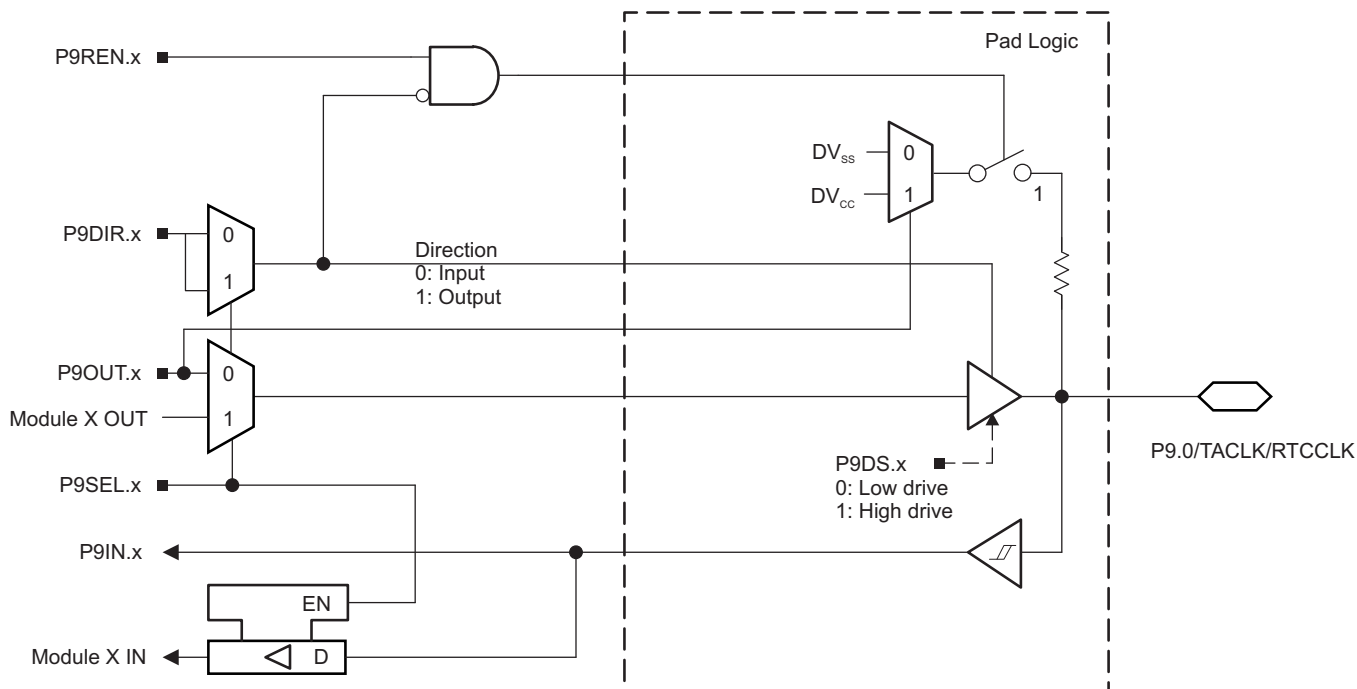 Pad Logic
P9REN.x
DVSS
0
DVCC
1
1
P9DIR.x
0
1
Direction
0: Input
1: Output
P9OUT.x
0
Module X OUT
1
P9.0/TACLK/RTCCLK
P9DS.x
0: Low drive
1: High drive
P9SEL.x
P9IN.x
EN
Module X IN
D